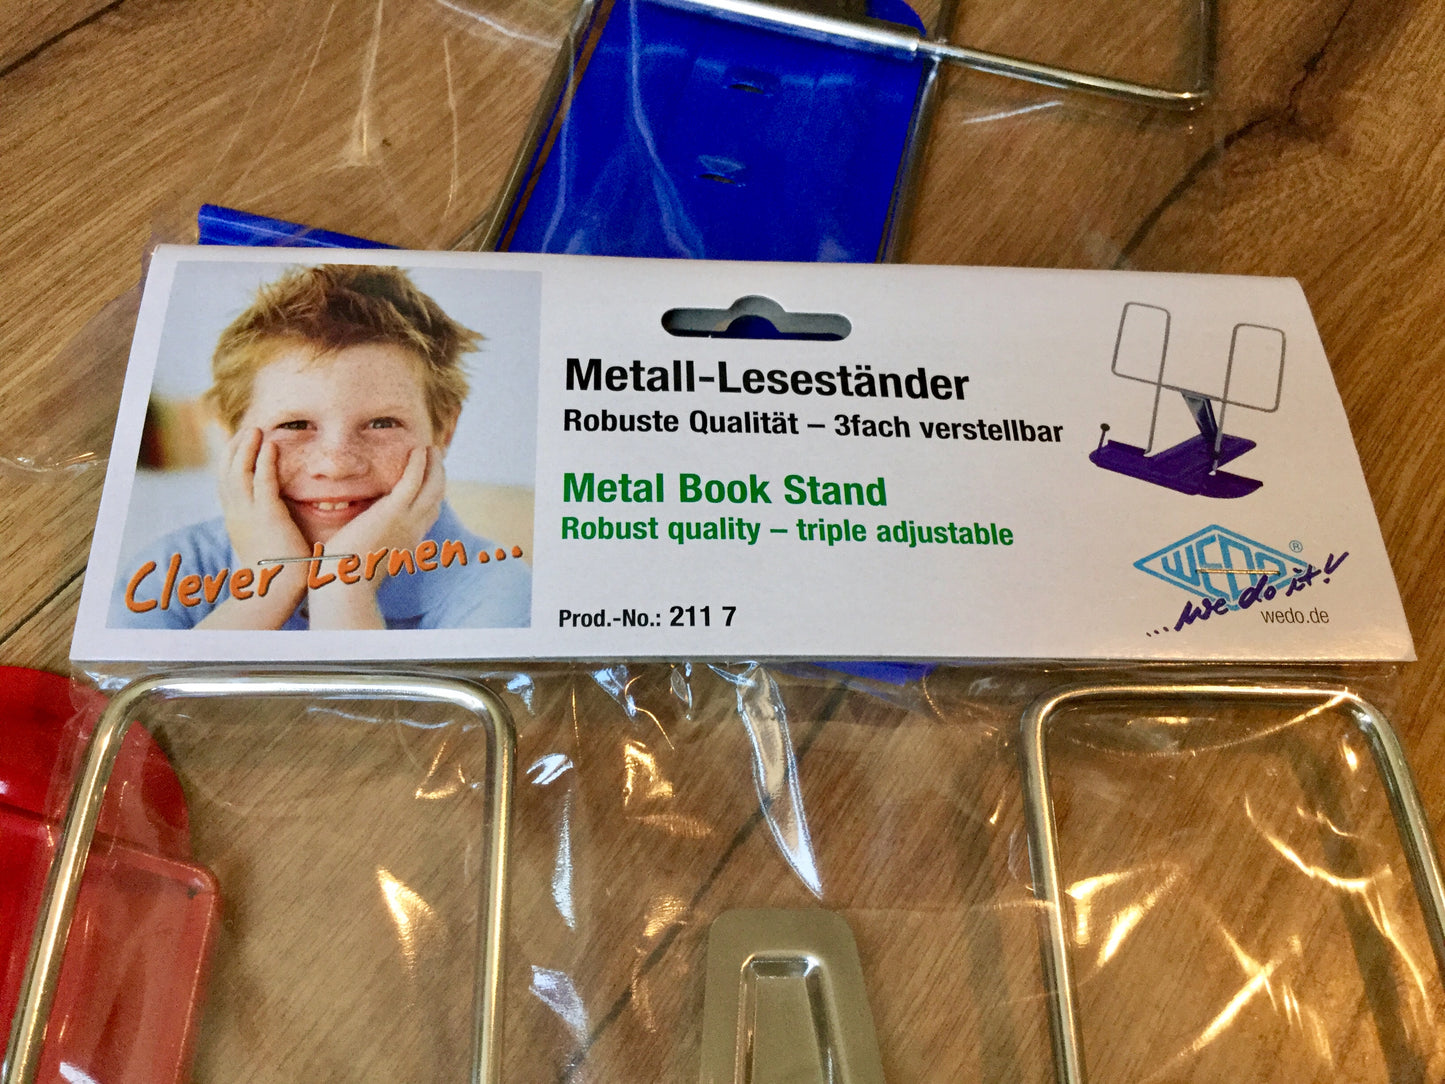 Metall-Leseständer
Robuste Qualität – 3fach verstellbar
Metal Book Stand
Robust quality – triple adjustable
Prod.-No.: 211 7
Clever Lernen...
WEDO®
...we do it!
wedo.de